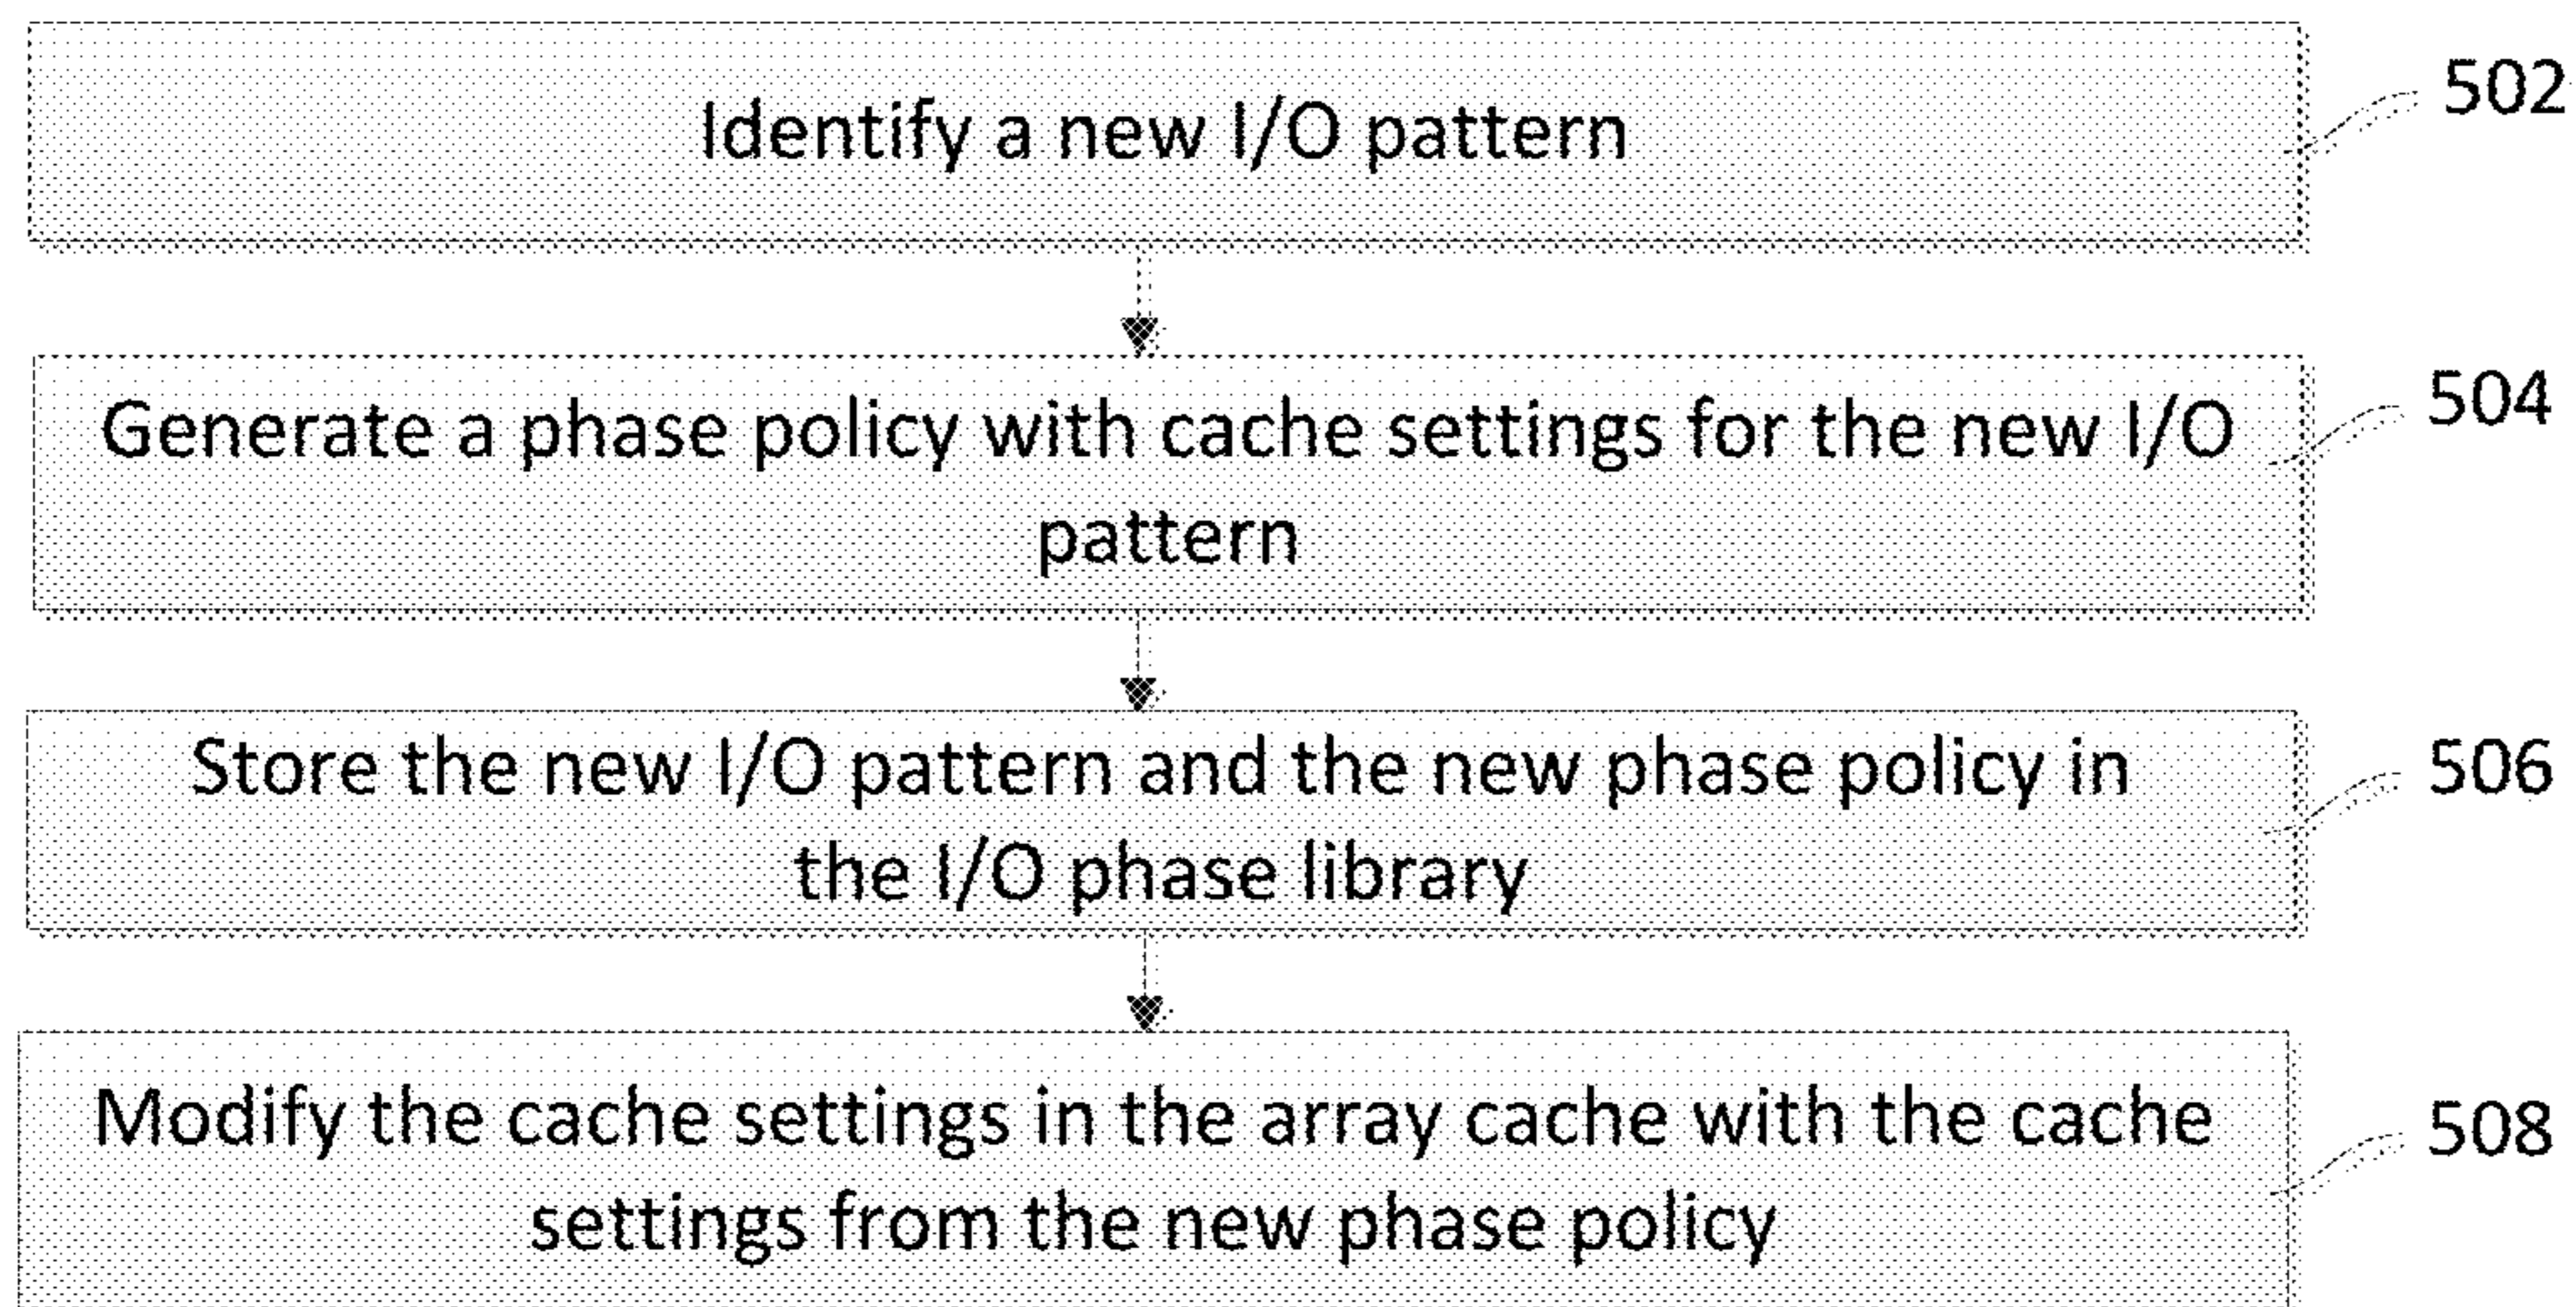 Identify a new I/O pattern
502
Generate a phase policy with cache settings for the new I/O
pattern
504
Store the new I/O pattern and the new phase policy in
the I/O phase library
506
Modify the cache settings in the array cache with the cache
settings from the new phase policy
508